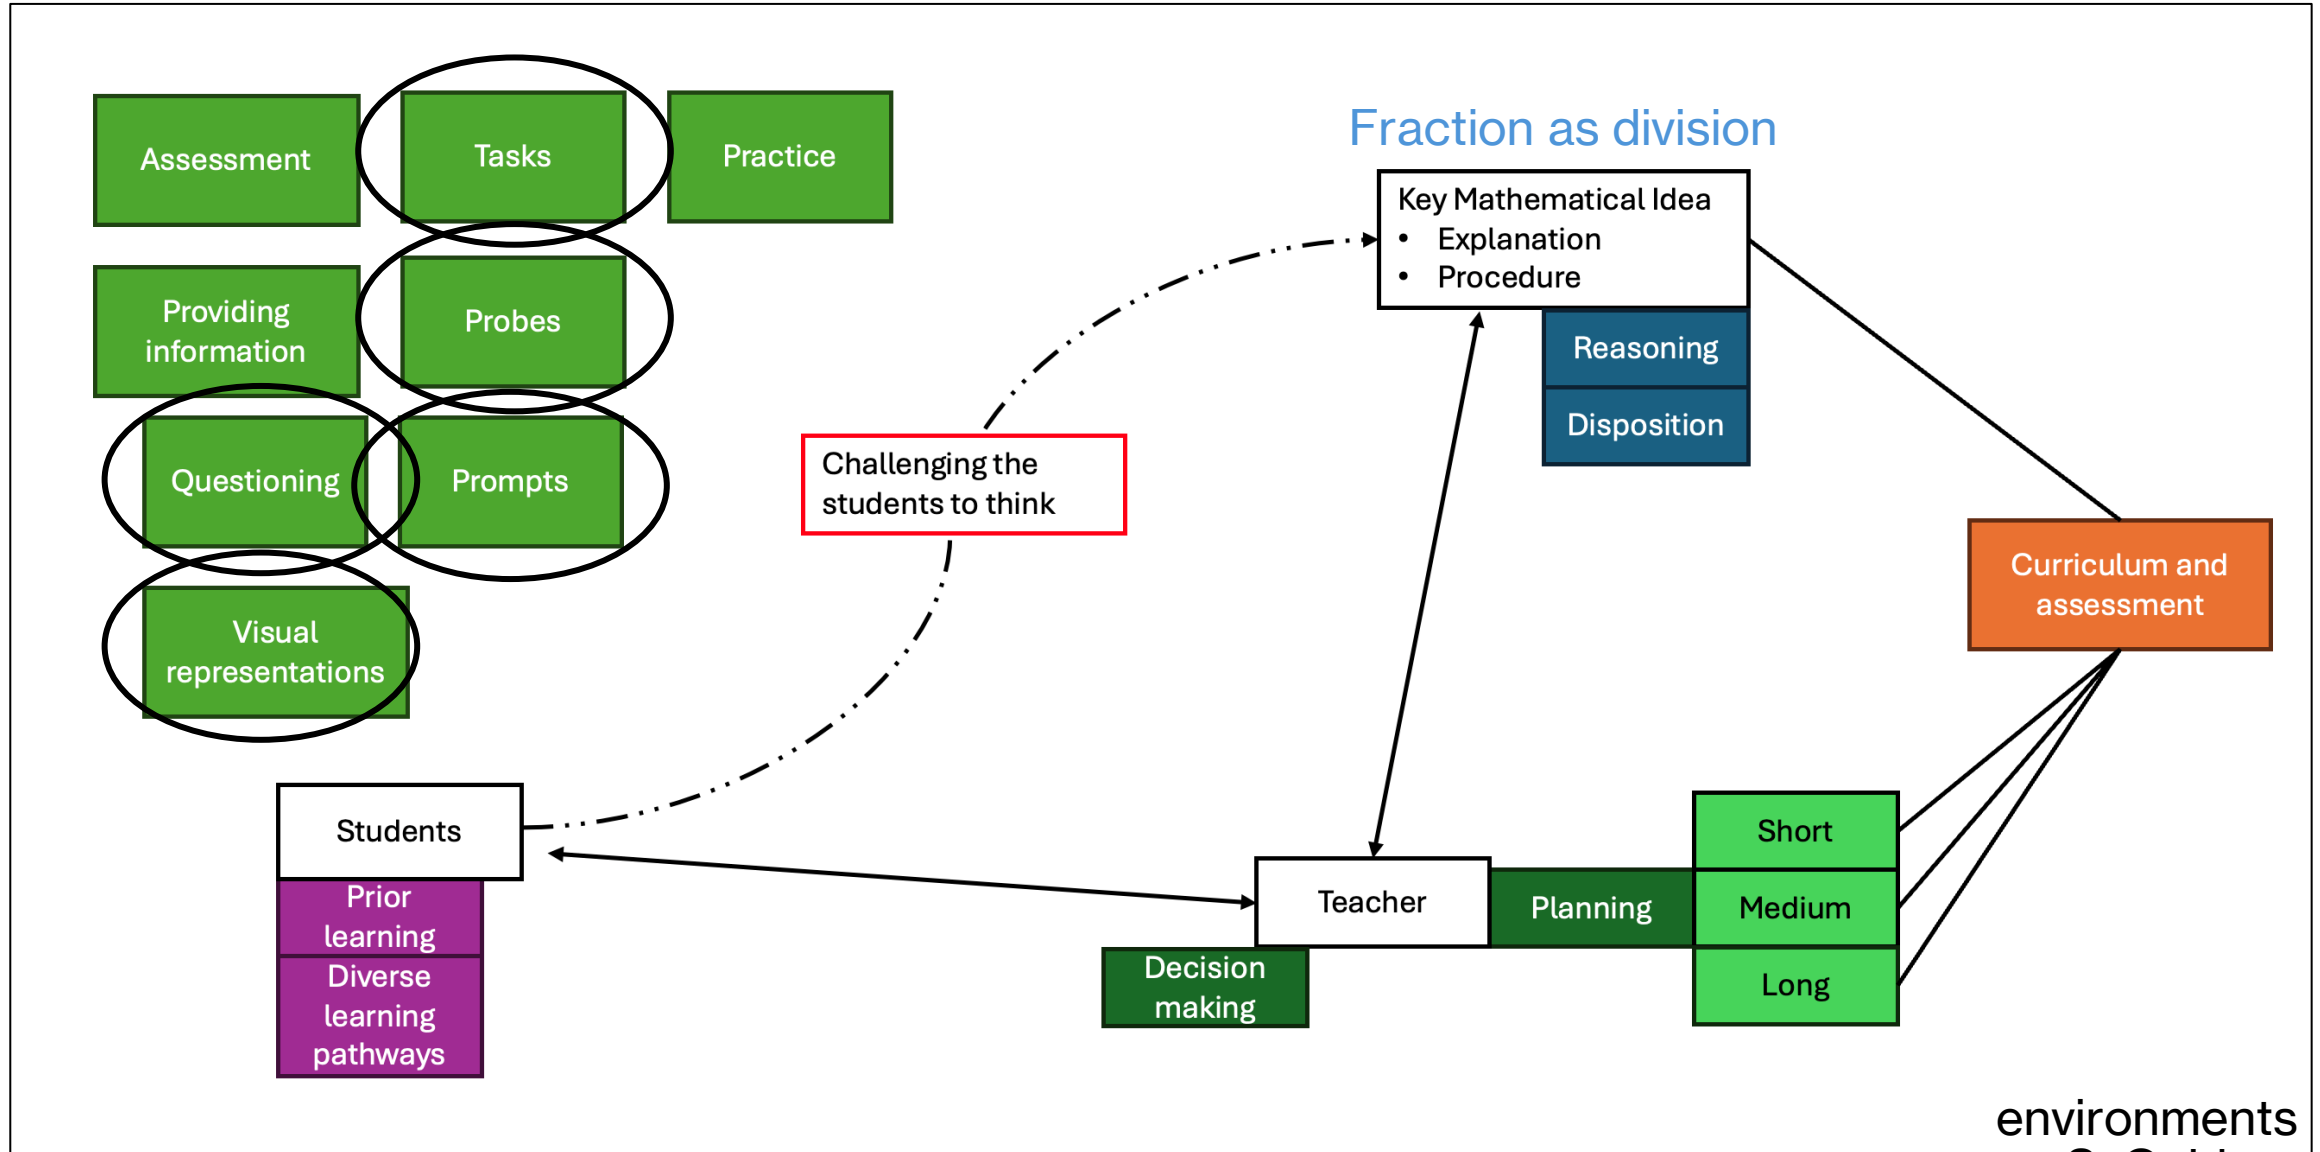 Assessment
Tasks
Practice
Providing
information
Probes
Questioning
Prompts
Visual
representations
Fraction as division
Key Mathematical Idea
• Explanation
• Procedure
Reasoning
Disposition
Challenging the
students to think
Curriculum and
assessment
Students
Prior
learning
Diverse
learning
pathways
Teacher
Planning
Decision
making
Short
Medium
Long
environments